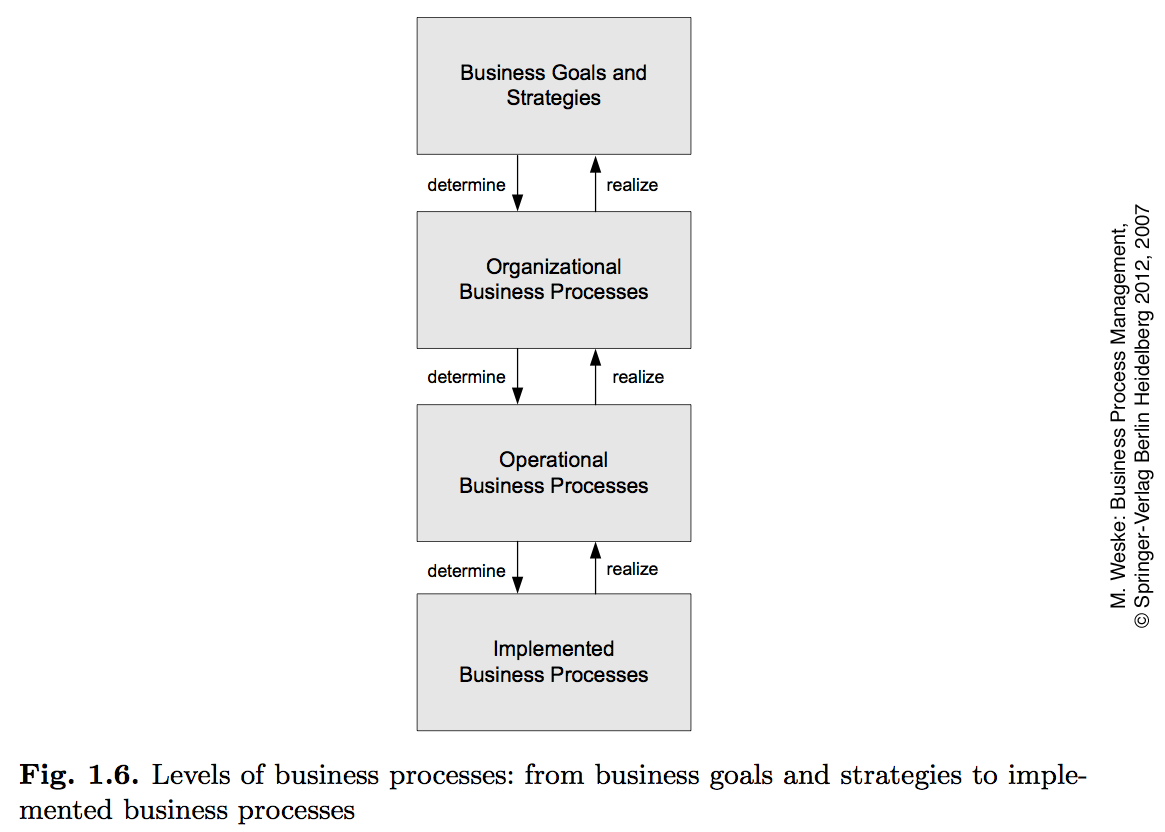 Business Goals and
Strategies
determine
realize
Organizational
Business Processes
determine
realize
Operational
Business Processes
determine
realize
Implemented
Business Processes
M. Weske: Business Process Management,
© Springer-Verlag Berlin Heidelberg 2012, 2007
Fig. 1.6. Levels of business processes: from business goals and strategies to imple-
mented business processes